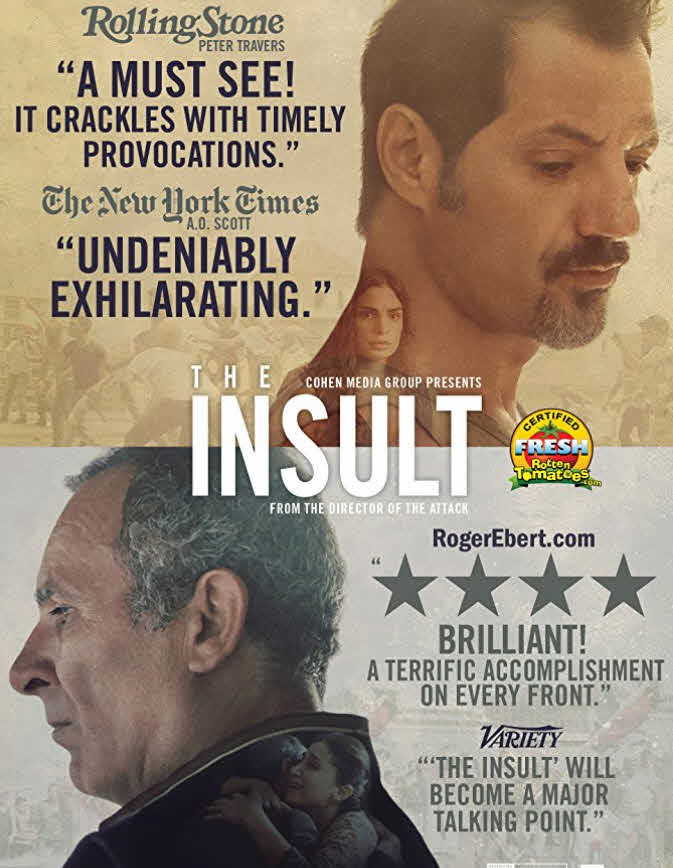 RollingStone
PETER TRAVERS
“A MUST SEE!
IT CRACKLES WITH TIMELY
PROVOCATIONS.”
The New York Times
A.O. SCOTT
“UNDENIABLY
EXHILARATING.”
THE
COHEN MEDIA GROUP PRESENTS
INSULT
FROM THE DIRECTOR OF THE ATTACK
CERTIFIED
FRESH
Rotten
Tomatoes.com
RogerEbert.com
“★★★★
BRILLIANT!
A TERRIFIC ACCOMPLISHMENT
ON EVERY FRONT.”
VARIETY
“‘THE INSULT’ WILL
BECOME A MAJOR
TALKING POINT.”